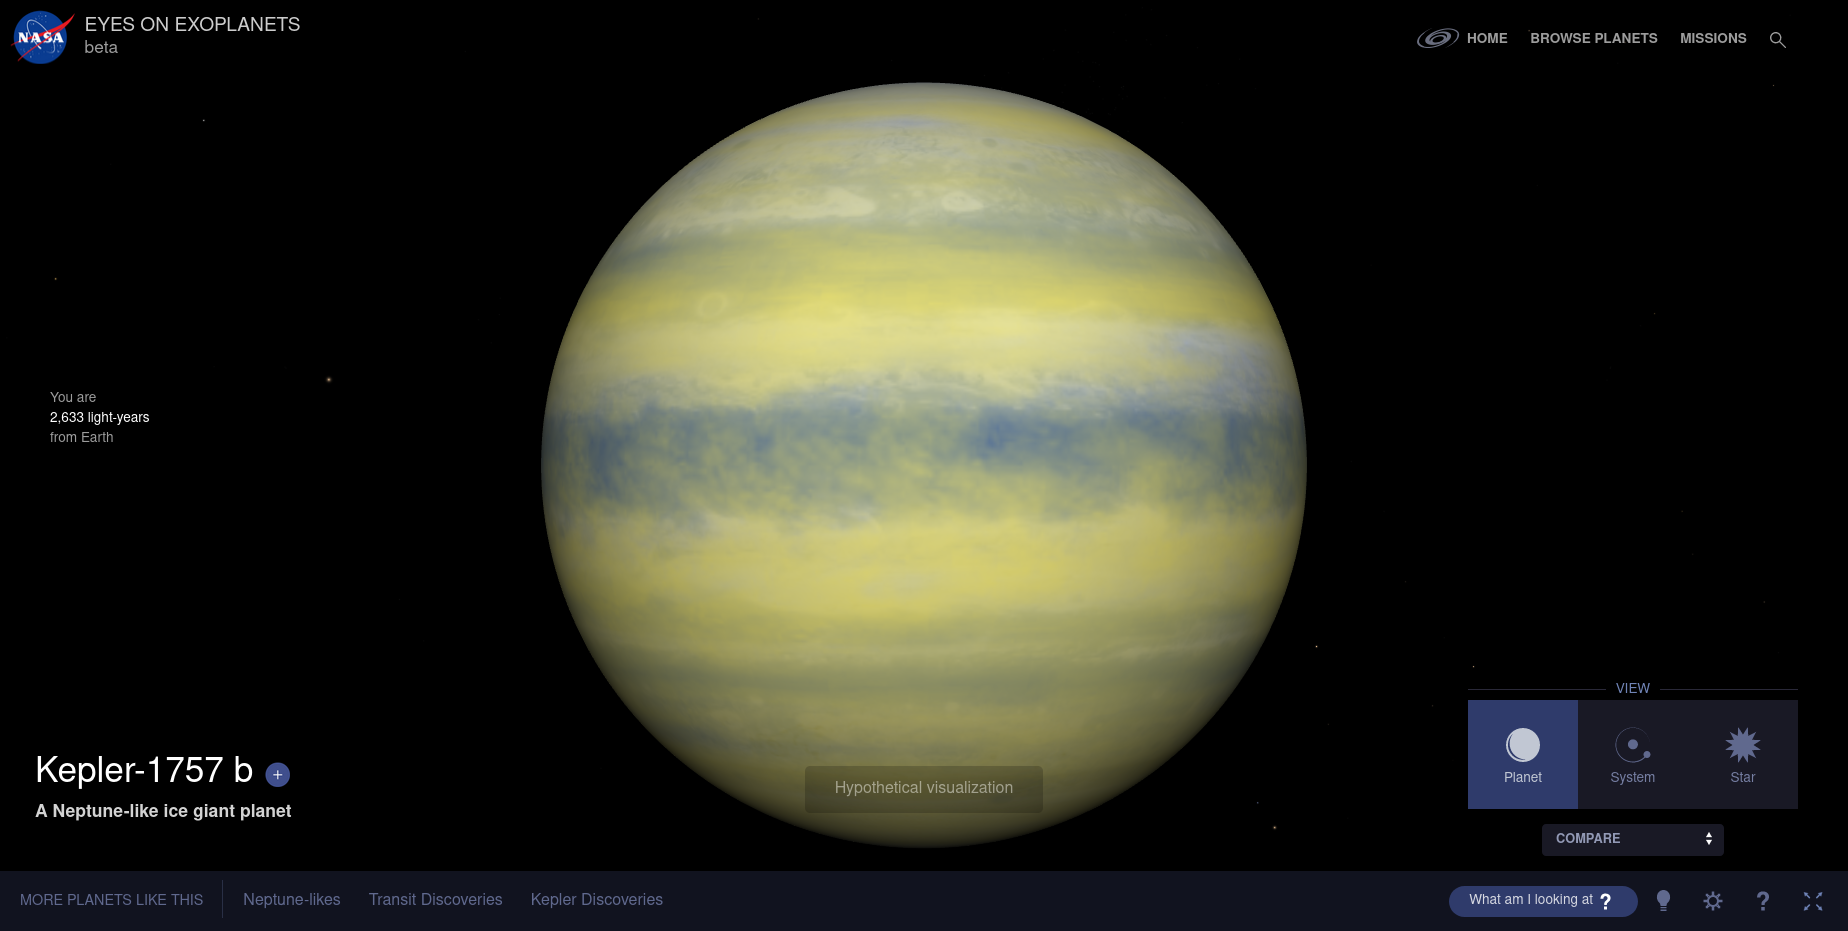 NASA
EYES ON EXOPLANETS
beta
HOME
BROWSE PLANETS
MISSIONS
You are
2,633 light-years
from Earth
Kepler-1757 b +
A Neptune-like ice giant planet
Hypothetical visualization
VIEW
Planet
System
Star
COMPARE
MORE PLANETS LIKE THIS
Neptune-likes
Transit Discoveries
Kepler Discoveries
What am I looking at ?
?